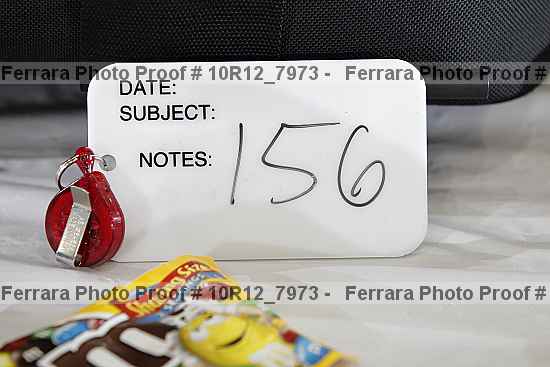 Ferrara Photo Proof # 10R12_7973 - Ferrara Photo Proof #
DATE:
SUBJECT:
NOTES: 156
Ferrara Photo Proof # 10R12_7973 - Ferrara Photo Proof #